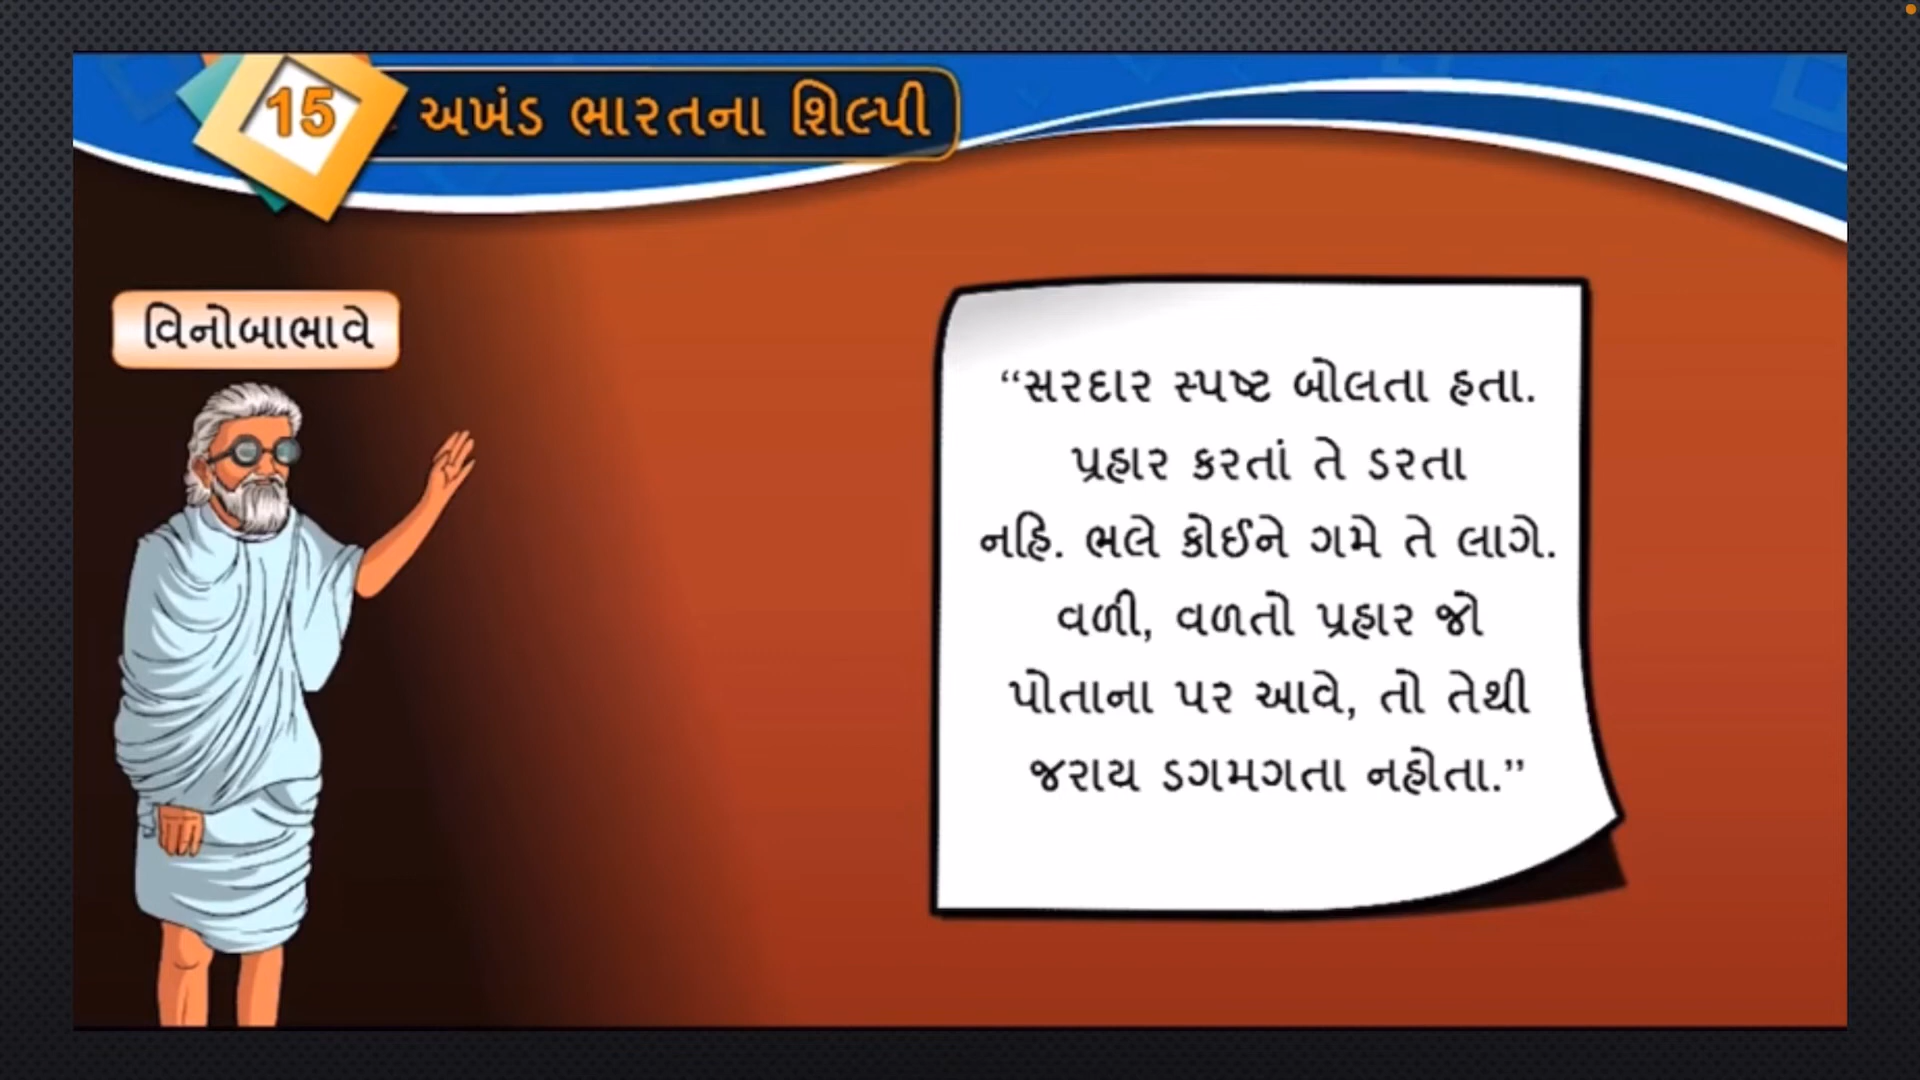 15
અખંડ ભારતના શિલ્પી
વિનોબાભાવે
“સરદાર સ્પષ્ટ બોલતા હતા.
પ્રહાર કરતાં તે ડરતા
નહિ. ભલે કોઈને ગમે તે લાગે.
વળી, વળતો પ્રહાર જો
પોતાના પર આવે, તો તેથી
જરાય ડગમગતા નહોતા.”